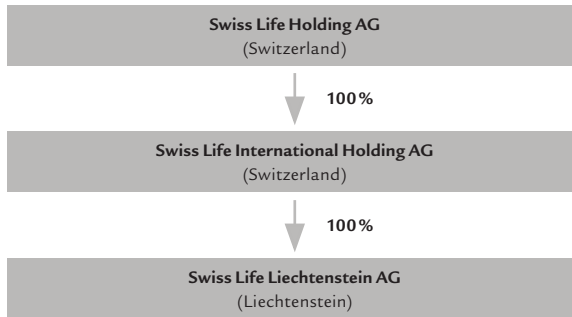 Swiss Life Holding AG
(Switzerland)
100%
Swiss Life International Holding AG
(Switzerland)
100%
Swiss Life Liechtenstein AG
(Liechtenstein)